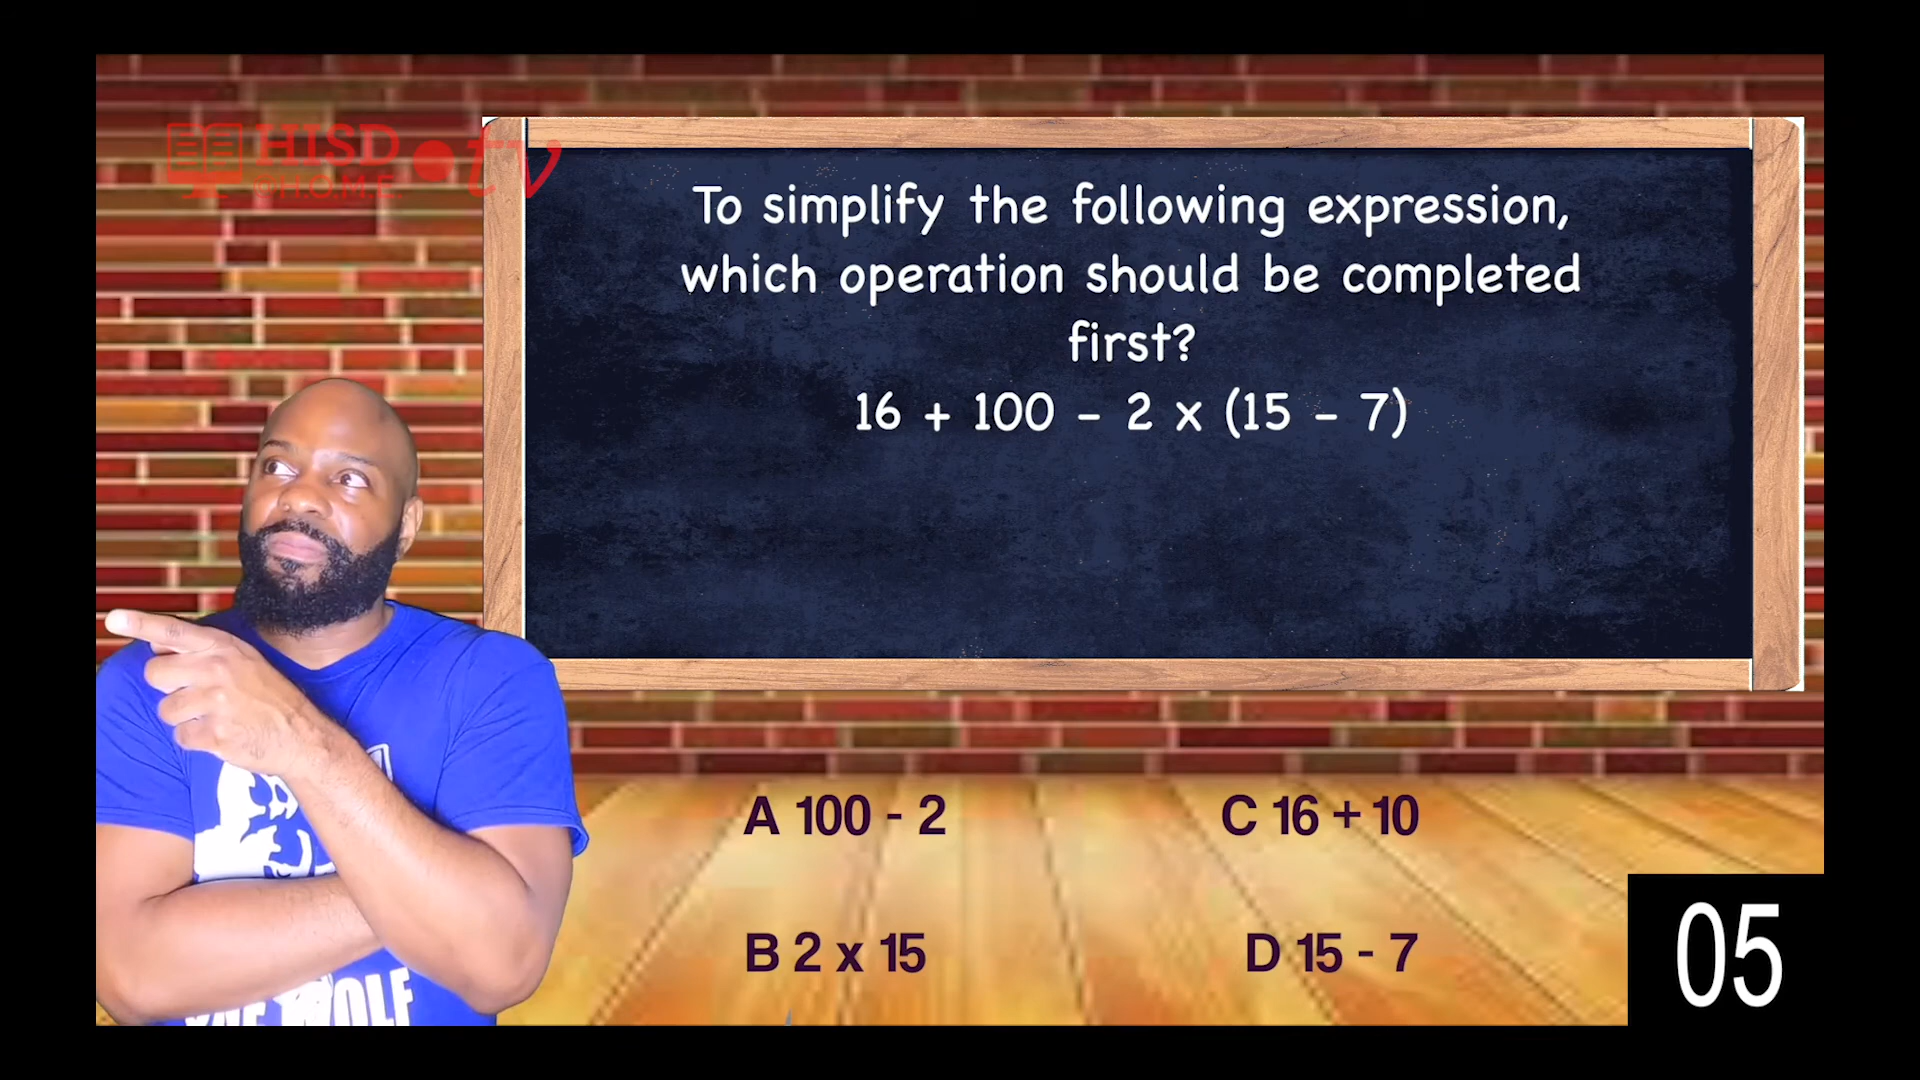 HISD
@H.O.M.E.
tv
To simplify the following expression,
which operation should be completed
first?
16 + 100 - 2 x (15 - 7)
A 100 - 2
C 16 + 10
B 2 x 15
D 15 - 7
05
WOLF